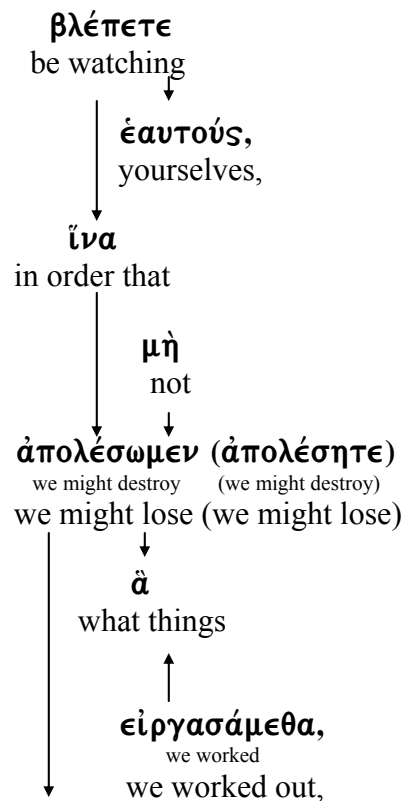 βλέπετε
be watching
ἑαυτούς,
yourselves,
ἵνα
in order that
μὴ
not
ἀπολέσωμεν (ἀπολέσητε)
we might destroy (we might destroy)
we might lose (we might lose)
ἃ
what things
εἰργασάμεθα,
we worked
we worked out,